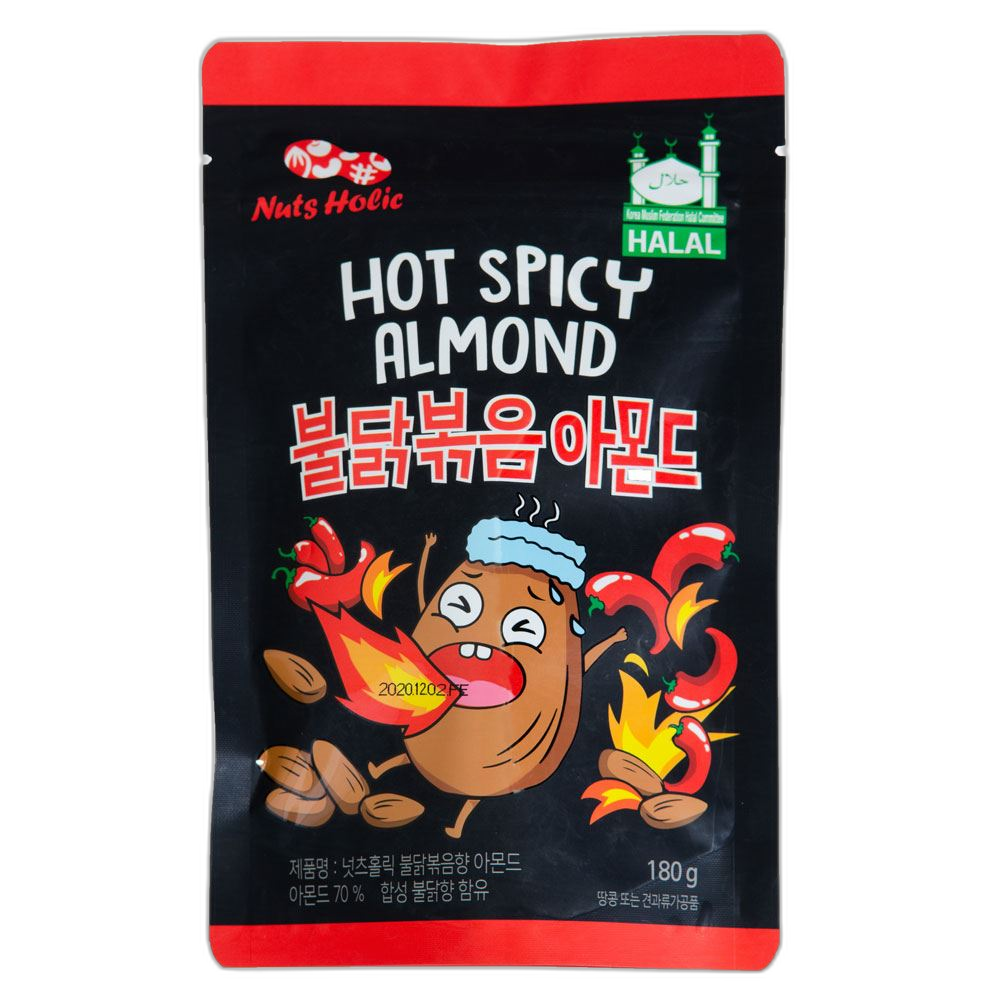 Nuts Holic
حلال
Korea Muslim Federation Halal Committee
HALAL
HOT SPICY
ALMOND
불닭볶음 아몬드
2020.12.02.FE
제품명 : 넛츠홀릭 불닭볶음향 아몬드
아몬드 70 % 합성 불닭향 함유
180 g
땅콩 또는 견과류가공품